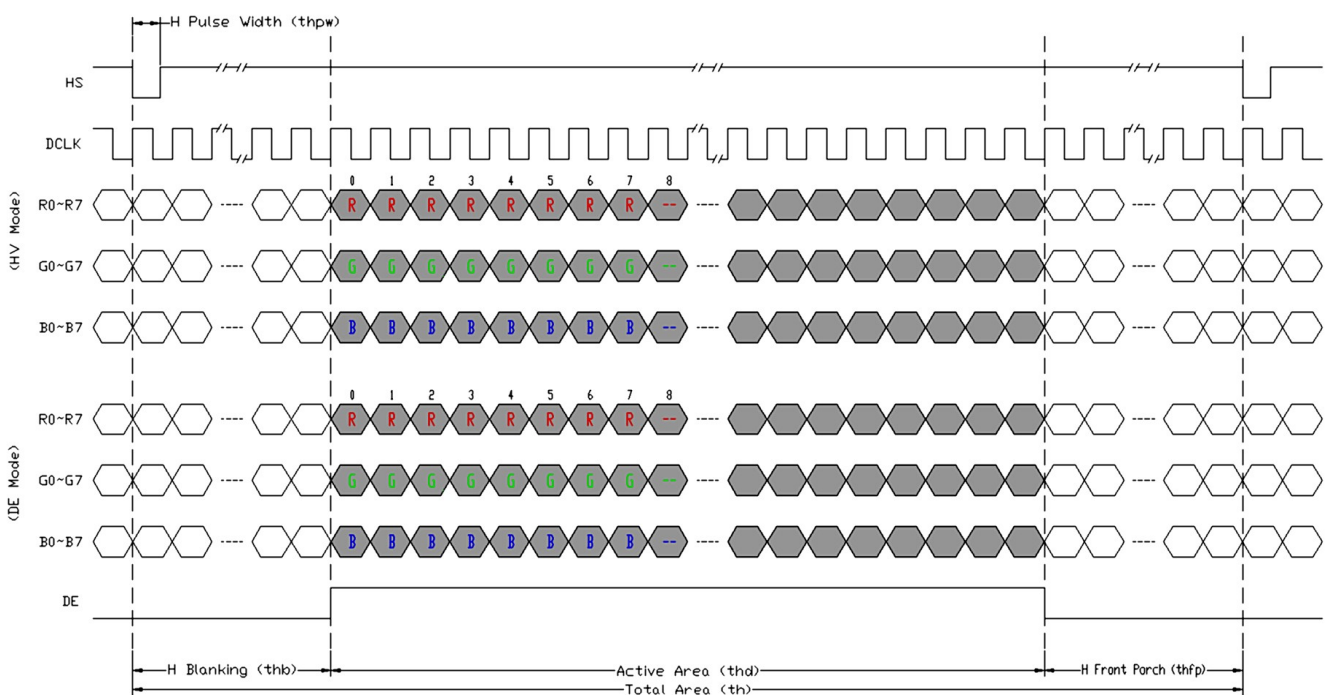 H Pulse Width (thpw)
HS
DCLK
0 1 2 3 4 5 6 7 8
(HV Mode)
R0~R7 R R R R R R R R -- ----
G0~G7 G G G G G G G G -- ----
B0~B7 B B B B B B B B -- ----
0 1 2 3 4 5 6 7 8
(DE Mode)
R0~R7 R R R R R R R R -- ----
G0~G7 G G G G G G G G -- ----
B0~B7 B B B B B B B B -- ----
DE
H Blanking (thb) Active Area (thd) H Front Porch (thfp)
Total Area (th)